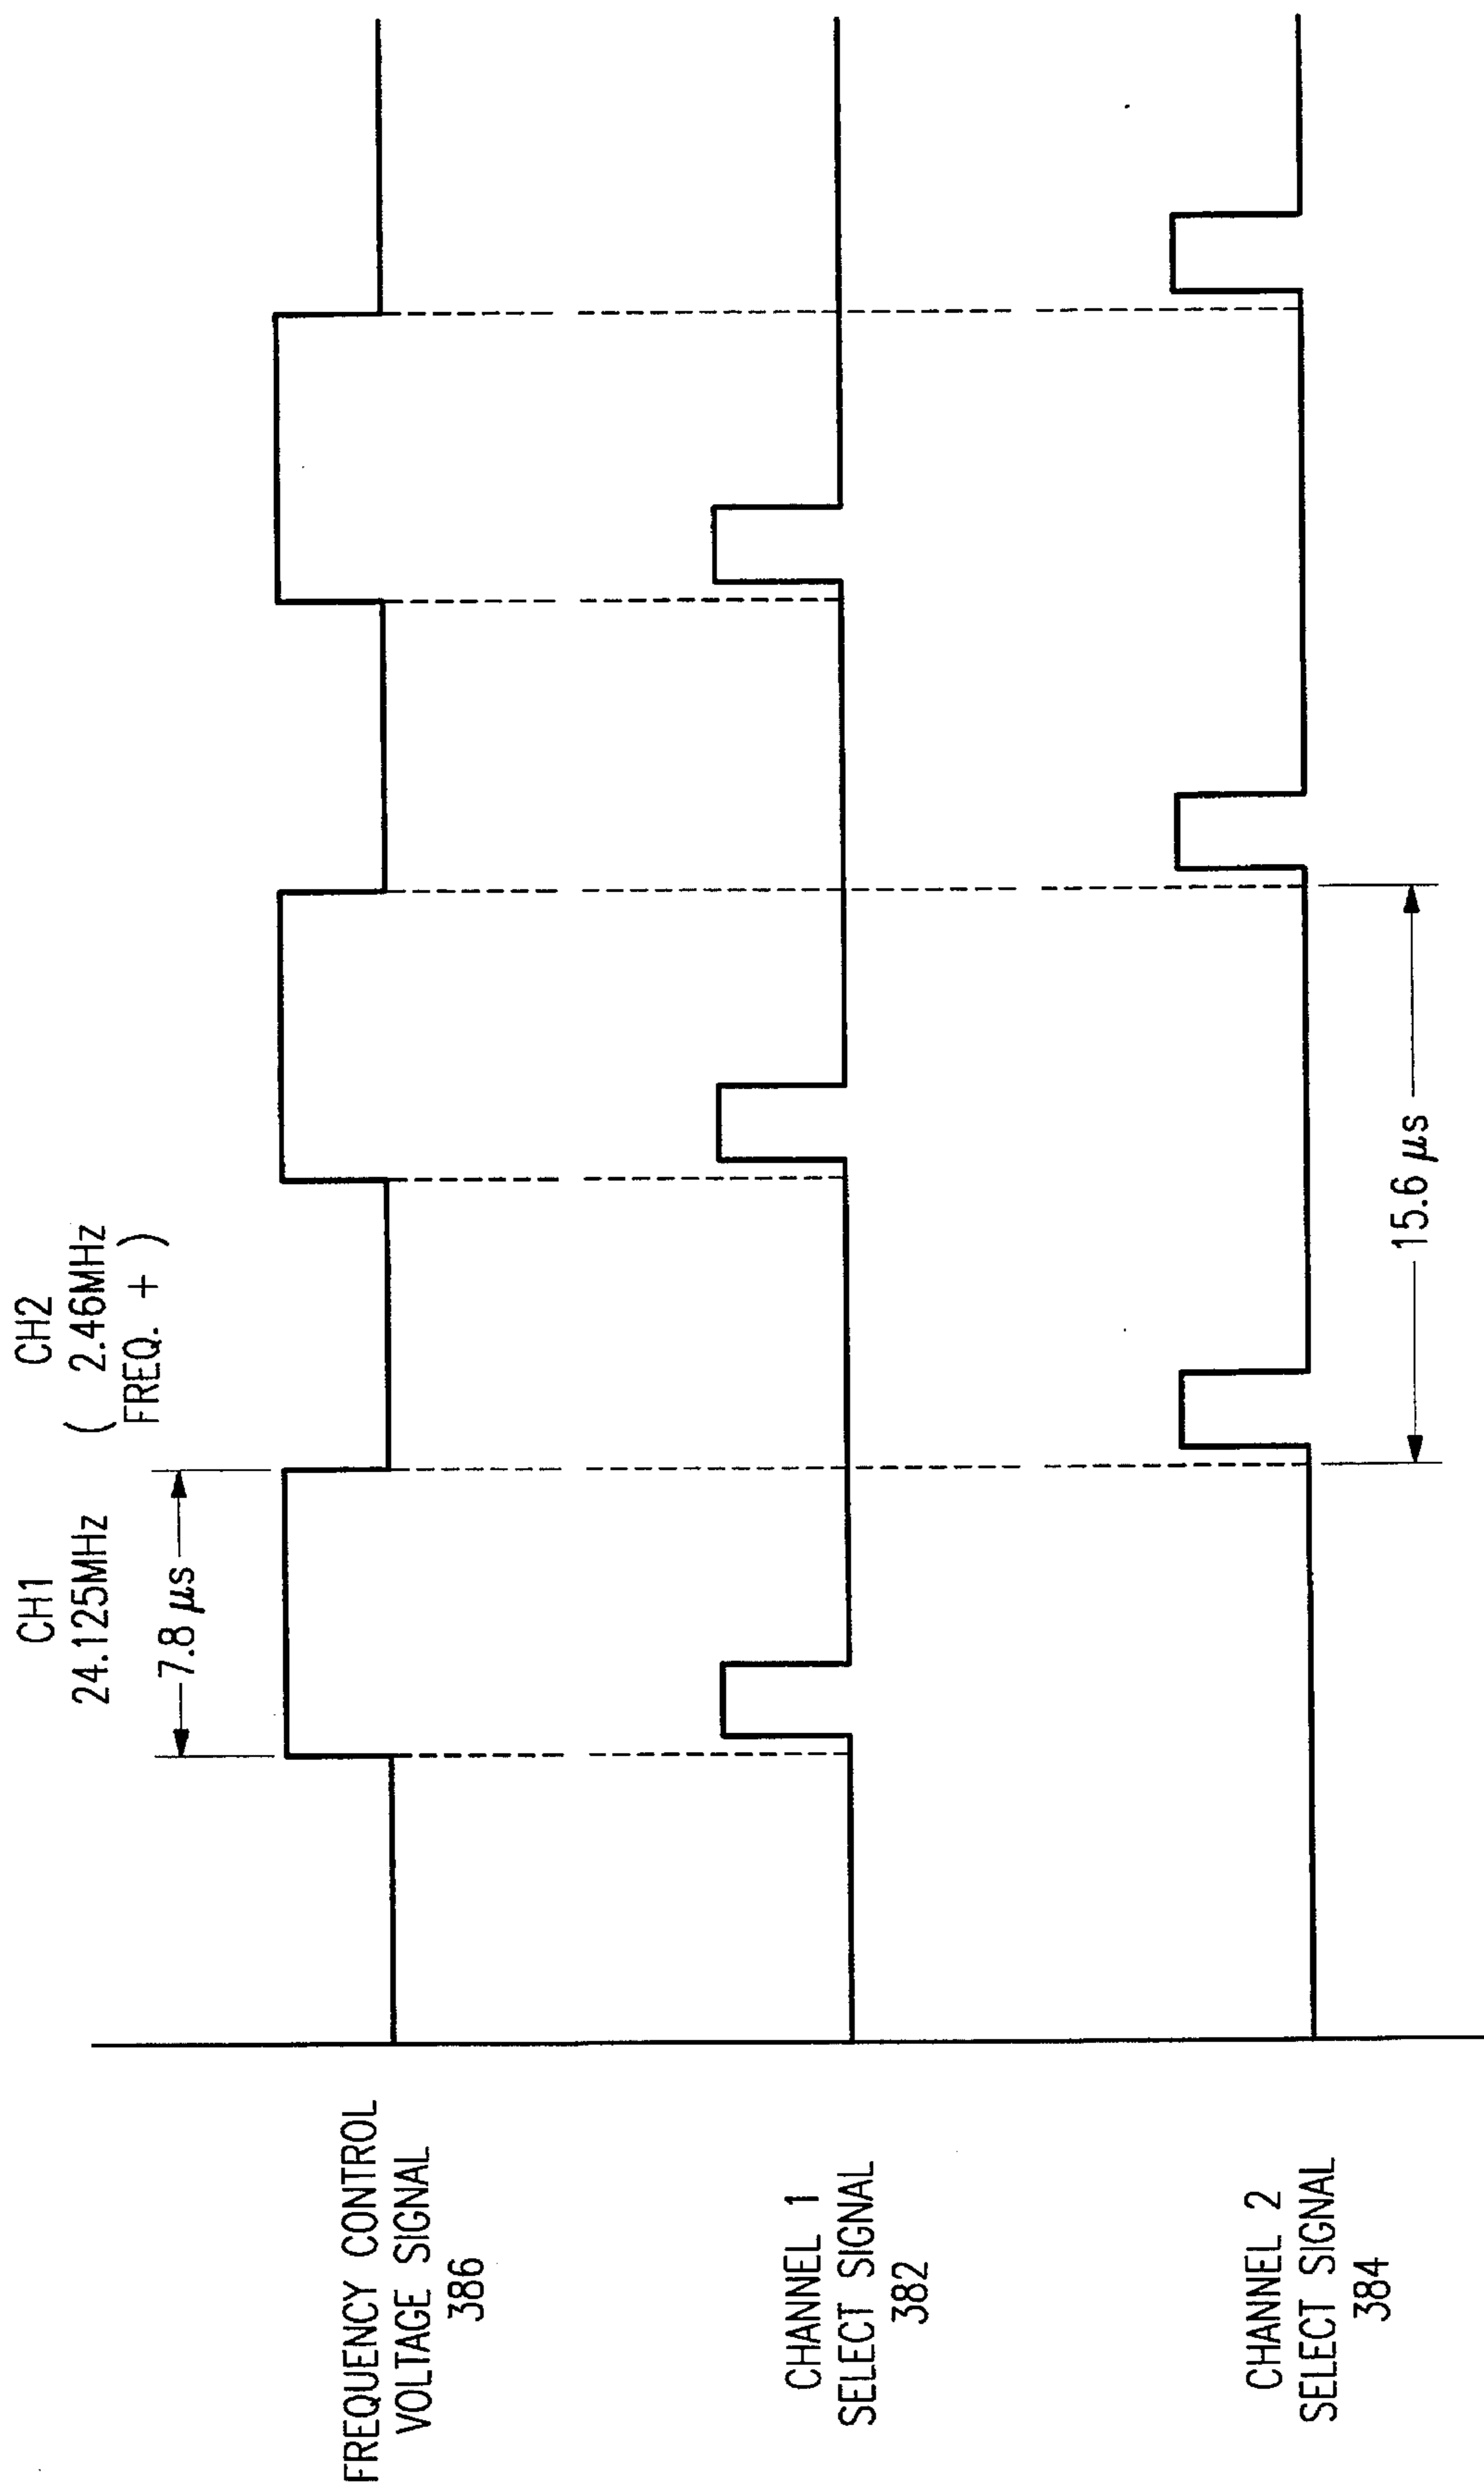 CH1
24.125MHz
CH2
( 2.46MHz
FREQ. + )
7.8 μs
FREQUENCY CONTROL
VOLTAGE SIGNAL
386
CHANNEL 1
SELECT SIGNAL
382
CHANNEL 2
SELECT SIGNAL
384
15.6 μs